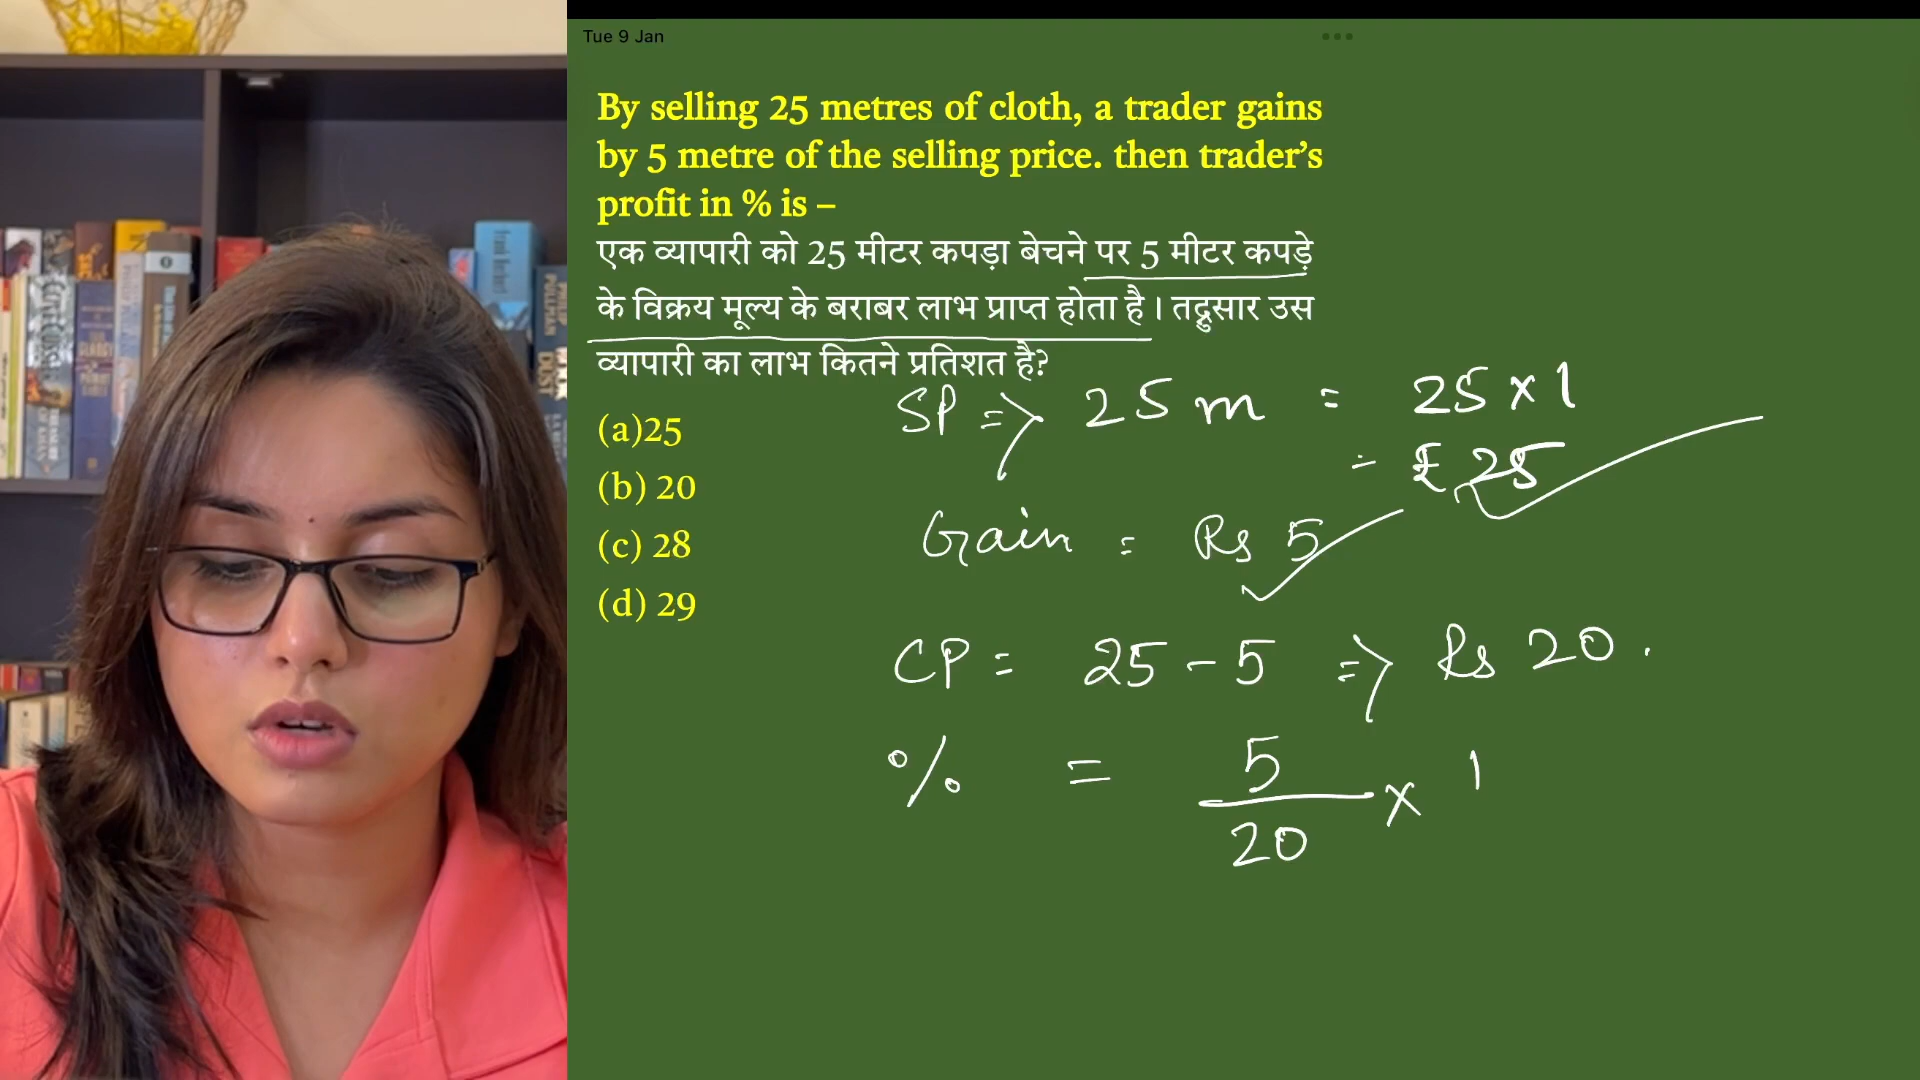 Tue 9 Jan
By selling 25 metres of cloth, a trader gains
by 5 metre of the selling price. then trader's
profit in % is –
एक व्यापारी को 25 मीटर कपड़ा बेचने पर 5 मीटर कपड़े
के विक्रय मूल्य के बराबर लाभ प्राप्त होता है। तद्नुसार उस
व्यापारी का लाभ कितने प्रतिशत है?
(a)25
(b) 20
(c) 28
(d) 29
SP => 25 m = 25 × 1
= ₹ 25
Gain = Rs 5
CP = 25 - 5 => Rs 20.
% = 5/20 × 1